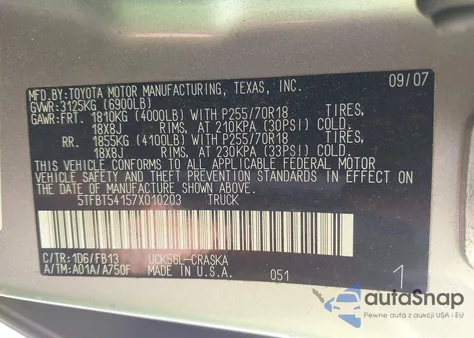 MFD.BY:TOYOTA MOTOR MANUFACTURING, TEXAS, INC. 09/07
GVWR:3125KG (6900LB)
GAWR:FRT. 1810KG (4000LB) WITH P255/70R18 TIRES,
18X8J RIMS, AT 210KPA (30PSI) COLD.
RR. 1855KG (4100LB) WITH P255/70R18 TIRES,
18X8J RIMS, AT 230KPA (33PSI) COLD.
THIS VEHICLE CONFORMS TO ALL APPLICABLE FEDERAL MOTOR
VEHICLE SAFETY STANDARDS IN EFFECT ON THE DATE OF
MANUFACTURE SHOWN ABOVE.
5TFBT54157X010203 TRUCK
C/TR:1D6/FB13 UCK56L-CRASKA
A/TM:A01A/A750F MADE IN U.S.A. 051 1
autoSnap
Pewne auta z aukcji USA i EU